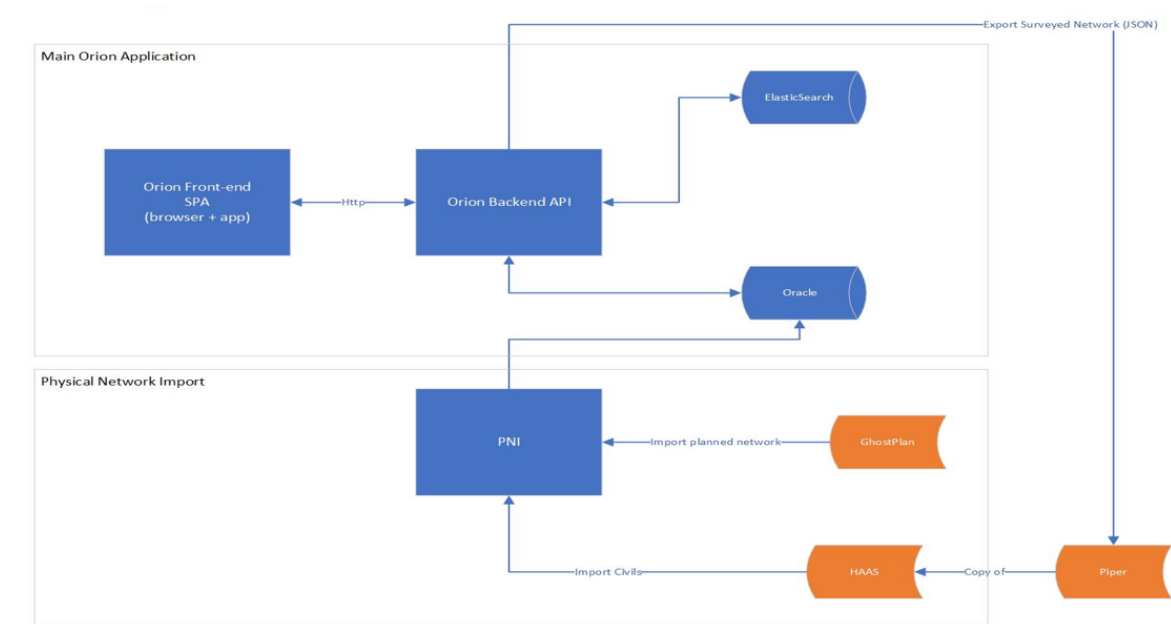 Export Surveyed Network (JSON)
Main Orion Application
ElasticSearch
Orion Front-end
SPA
(browser + app)
Http
Orion Backend API
Oracle
Physical Network Import
PNI
Import planned network
GhostPlan
Import Civils
HAAS
Copy of
Piper